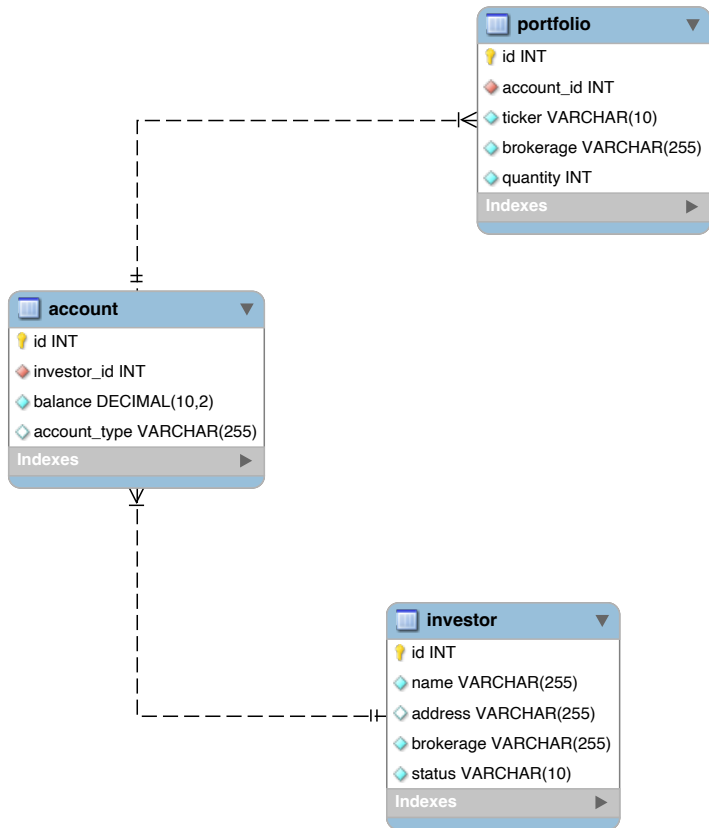 portfolio
id INT
account_id INT
ticker VARCHAR(10)
brokerage VARCHAR(255)
quantity INT
Indexes
account
id INT
investor_id INT
balance DECIMAL(10,2)
account_type VARCHAR(255)
Indexes
investor
id INT
name VARCHAR(255)
address VARCHAR(255)
brokerage VARCHAR(255)
status VARCHAR(10)
Indexes